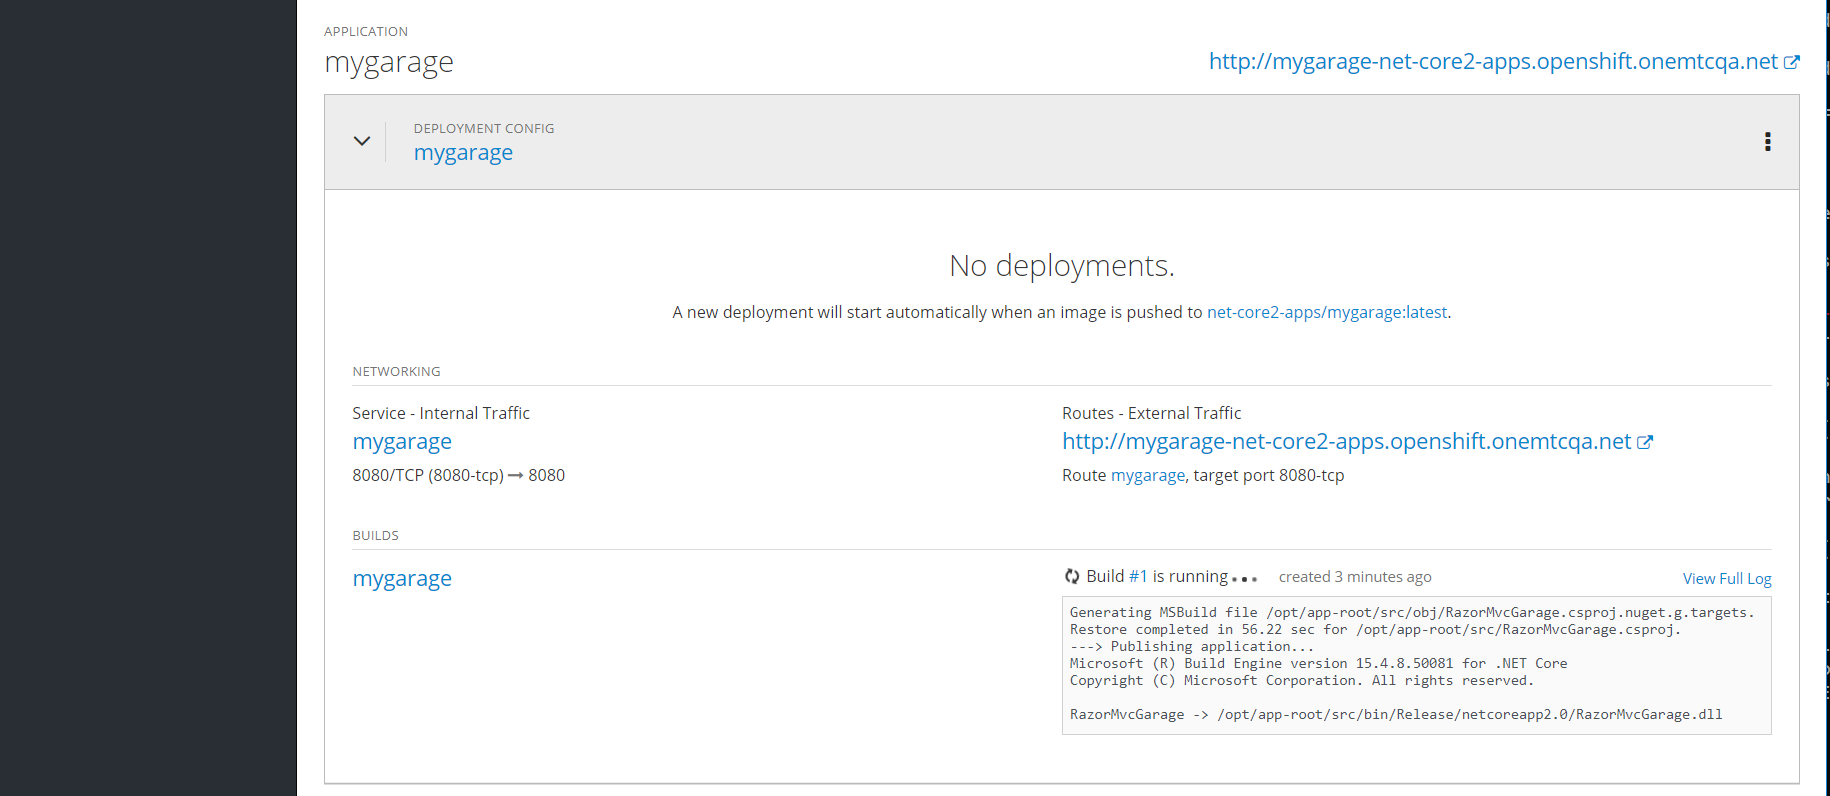 APPLICATION
mygarage
http://mygarage-net-core2-apps.openshift.onemtcqa.net
DEPLOYMENT CONFIG
mygarage
No deployments.
A new deployment will start automatically when an image is pushed to net-core2-apps/mygarage:latest.
NETWORKING
Service - Internal Traffic
mygarage
8080/TCP (8080-tcp) → 8080
Routes - External Traffic
http://mygarage-net-core2-apps.openshift.onemtcqa.net
Route mygarage, target port 8080-tcp
BUILDS
mygarage
Build #1 is running... created 3 minutes ago View Full Log
Generating MSBuild file /opt/app-root/src/obj/RazorMvcGarage.csproj.nuget.g.targets.
Restore completed in 56.22 sec for /opt/app-root/src/RazorMvcGarage.csproj.
---> Publishing application...
Microsoft (R) Build Engine version 15.4.8.50081 for .NET Core
Copyright (C) Microsoft Corporation. All rights reserved.
RazorMvcGarage -> /opt/app-root/src/bin/Release/netcoreapp2.0/RazorMvcGarage.dll